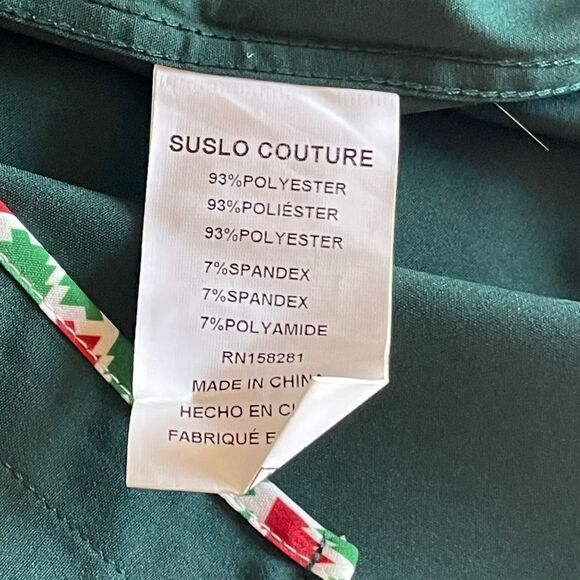 SUSLO COUTURE
93%POLYESTER
93%POLIÉSTER
93%POLYESTER
7%SPANDEX
7%SPANDEX
7%POLYAMIDE
RN158281
MADE IN CHINA
HECHO EN
FABRIQUÉ